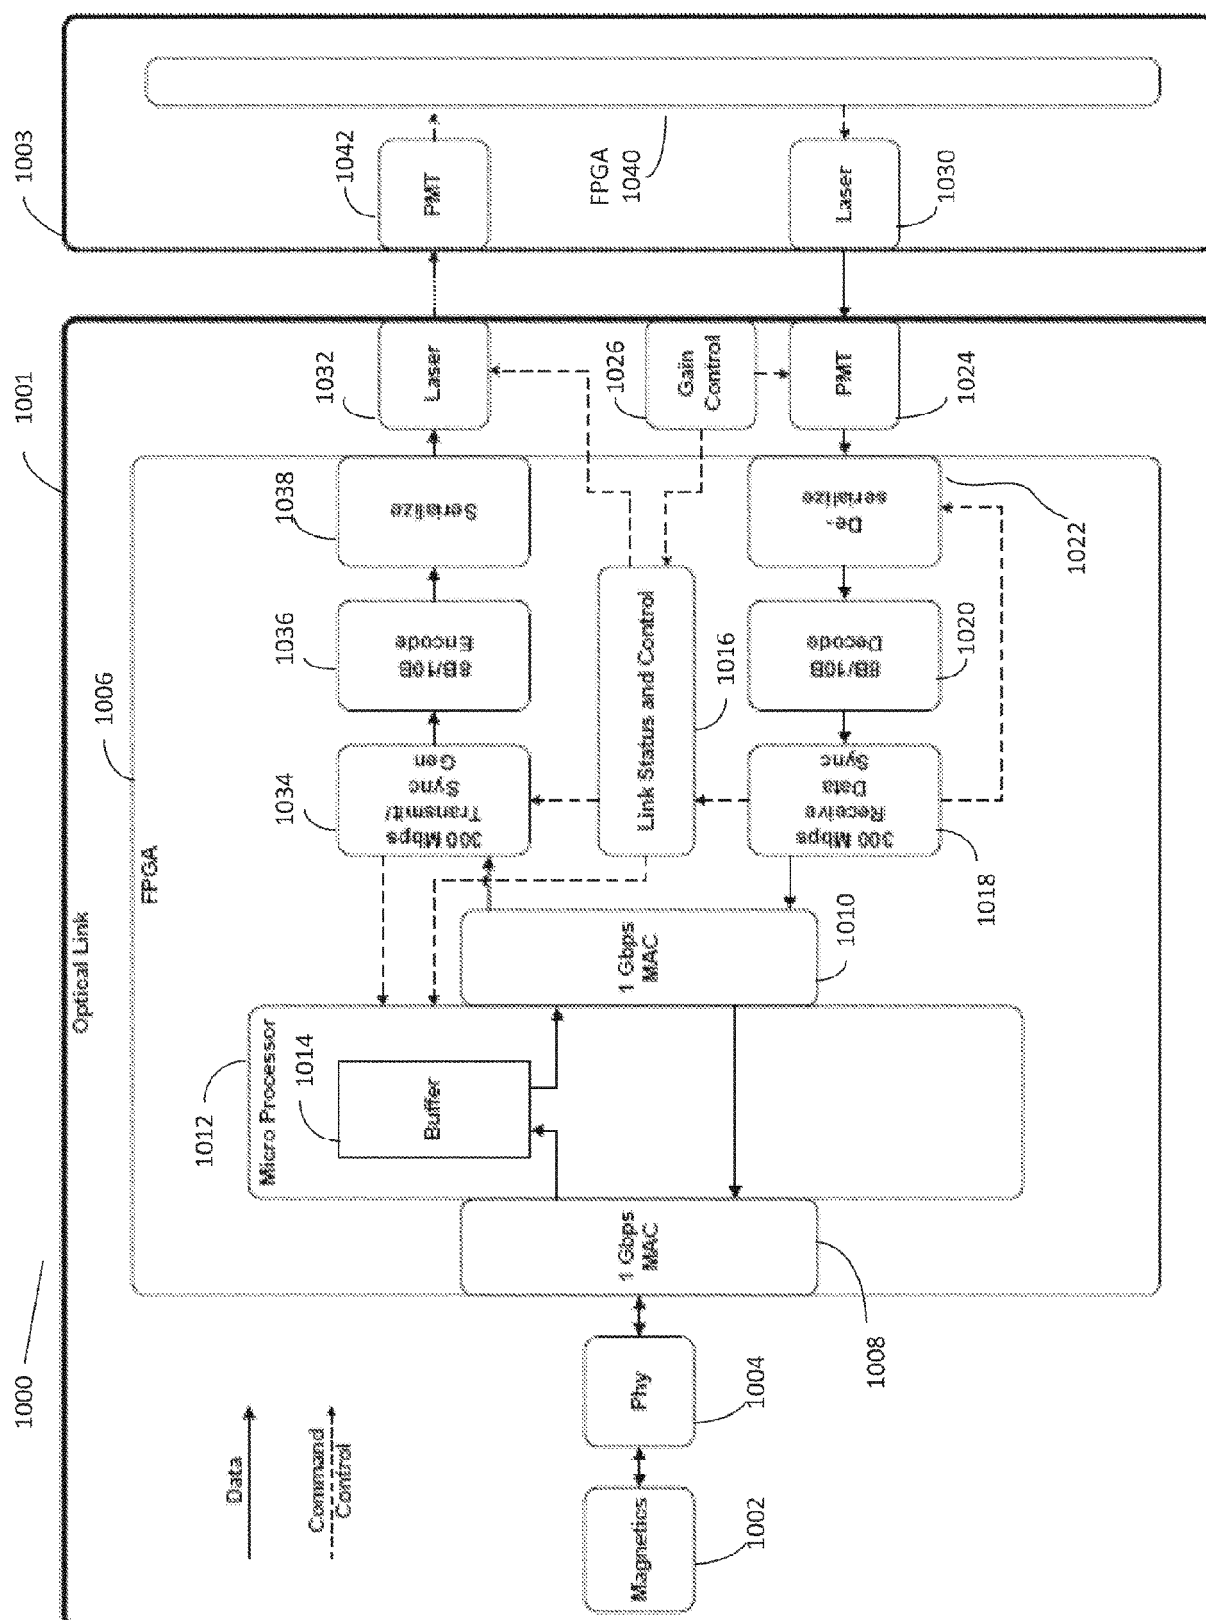 1000
1001
1003
Optical Link
FPGA
1006
Data
Command
Control
Micro Processor
1012
1014
Buffer
300 Mbps
Transmit/
Sync
Gen
1034
8B/10B
Encode
1036
Serialize
1038
Laser
1032
PMT
1042
Magnetics
1002
Phy
1004
1 Gbps
MAC
1008
1 Gbps
MAC
1010
Link Status and Control
1016
Gain
Control
1026
FPGA
1040
300 Mbps
Receive
Data
Sync
1018
8B/10B
Decode
1020
De-
serialize
1022
PMT
1024
Laser
1030